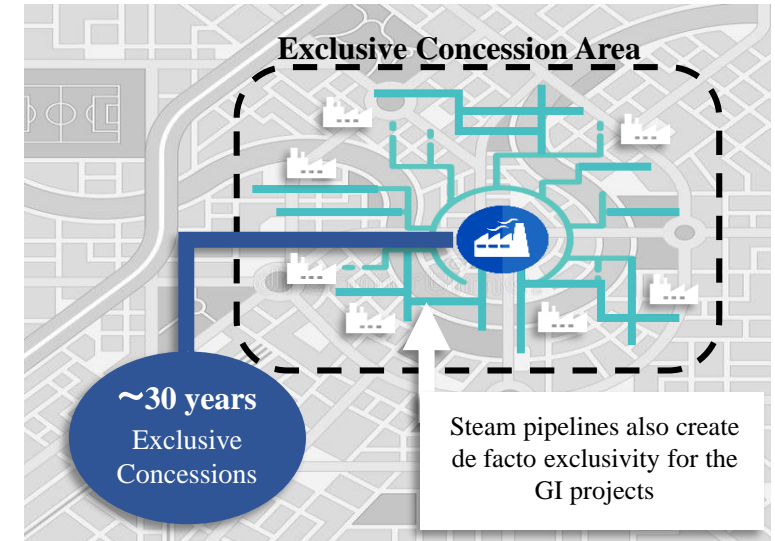 Exclusive Concession Area
~30 years
Exclusive
Concessions
Steam pipelines also create
de facto exclusivity for the
GI projects